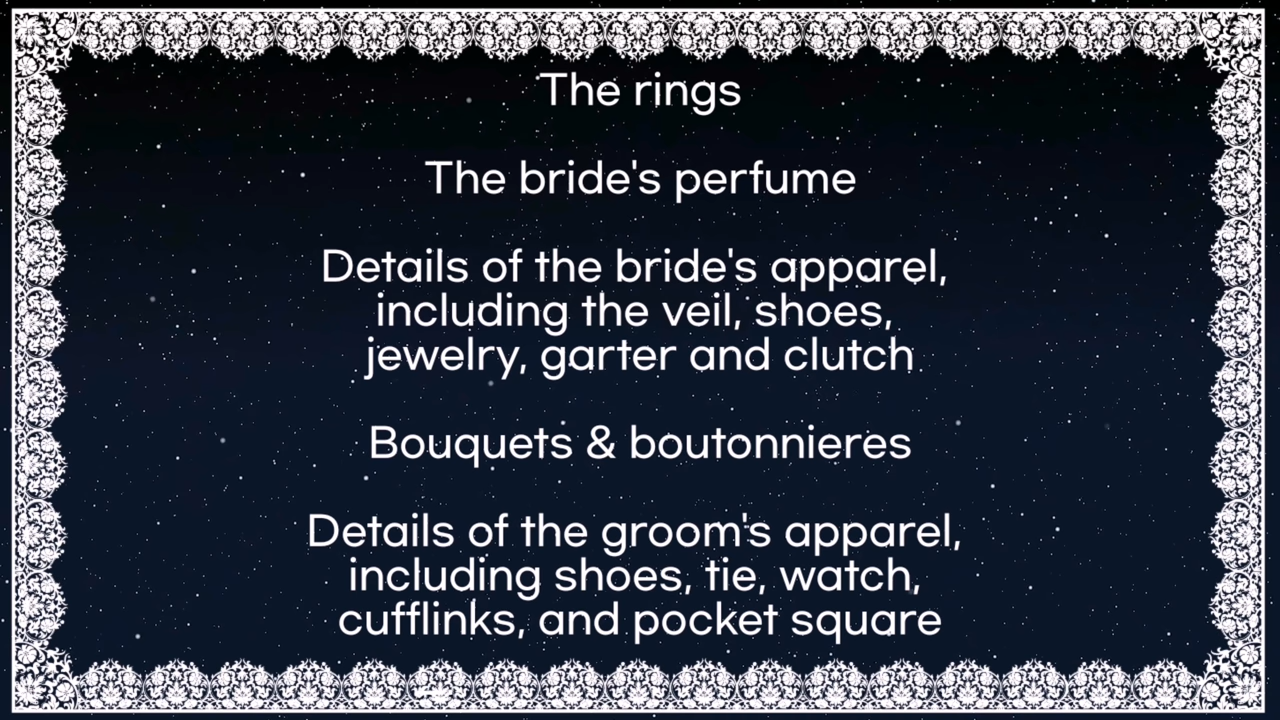 The rings
The bride's perfume
Details of the bride's apparel,
including the veil, shoes,
jewelry, garter and clutch
Bouquets & boutonnieres
Details of the groom's apparel,
including shoes, tie, watch,
cufflinks, and pocket square